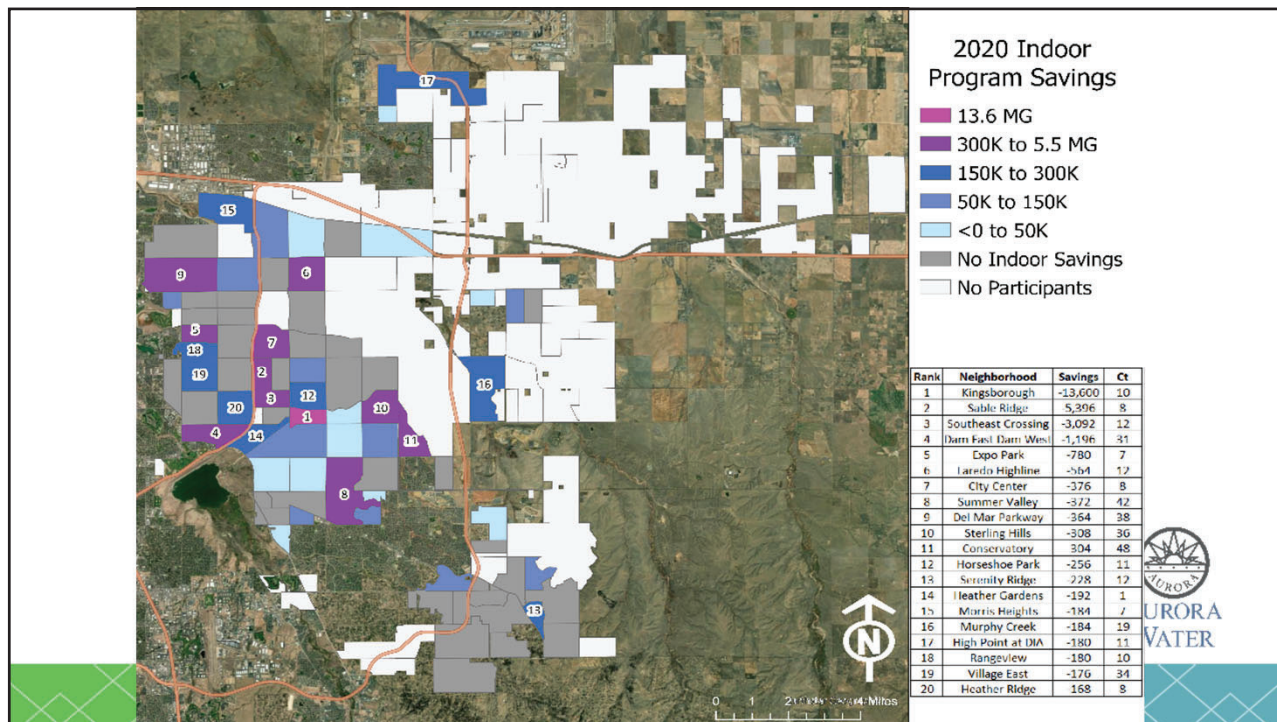 2020 Indoor
Program Savings
13.6 MG
300K to 5.5 MG
150K to 300K
50K to 150K
<0 to 50K
No Indoor Savings
No Participants
17
15
9
6
5
7
18
2
19
16
12
3
10
20
1
4
14
11
8
13
N
0 1 2 4 Miles
Rank Neighborhood Savings Ct
1 Kingsborough -13,600 10
2 Sable Ridge 5,396 8
3 Southeast Crossing -3,092 12
4 Dam East Dam West -1,196 31
5 Expo Park -780 7
6 Laredo Highline -564 12
7 City Center -376 8
8 Summer Valley -372 42
9 Del Mar Parkway -364 38
10 Sterling Hills -308 36
11 Conservatory 304 48
12 Horseshoe Park -256 11
13 Serenity Ridge -228 12
14 Heather Gardens -192 1
15 Morris Heights -184 7
16 Murphy Creek -184 19
17 High Point at DIA -180 11
18 Rangeview -180 10
19 Village East -176 34
20 Heather Ridge 168 8
AURORA
URORA
WATER